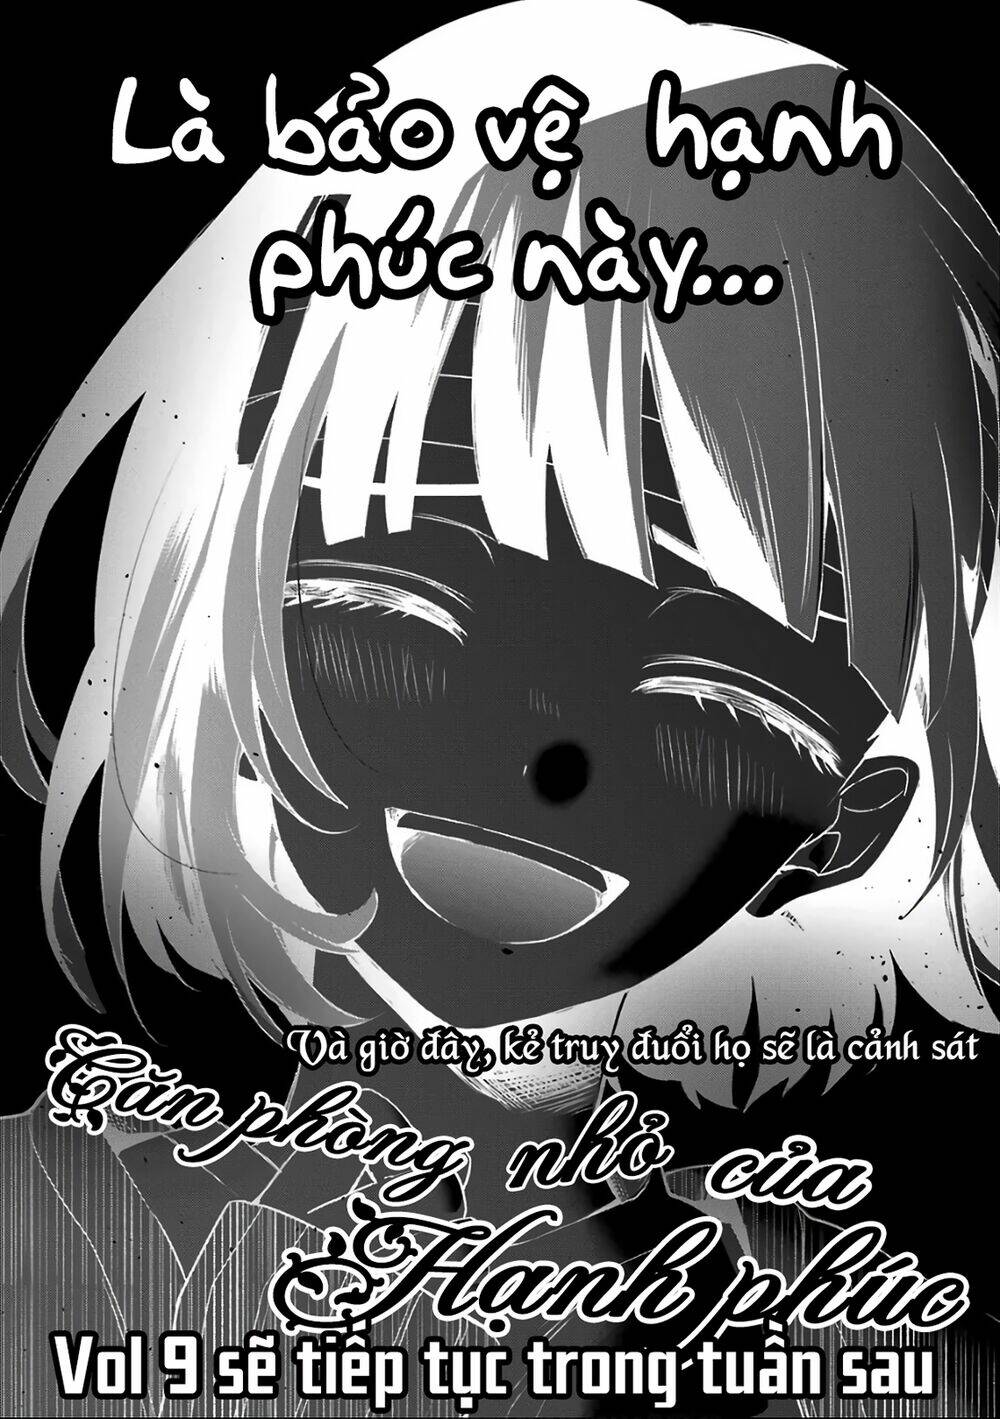 Là bảo vệ hạnh
phúc này...
Và giờ đây, kẻ truy đuổi họ sẽ là cảnh sát
Căn phòng nhỏ của
Hạnh phúc
Vol 9 sẽ tiếp tục trong tuần sau